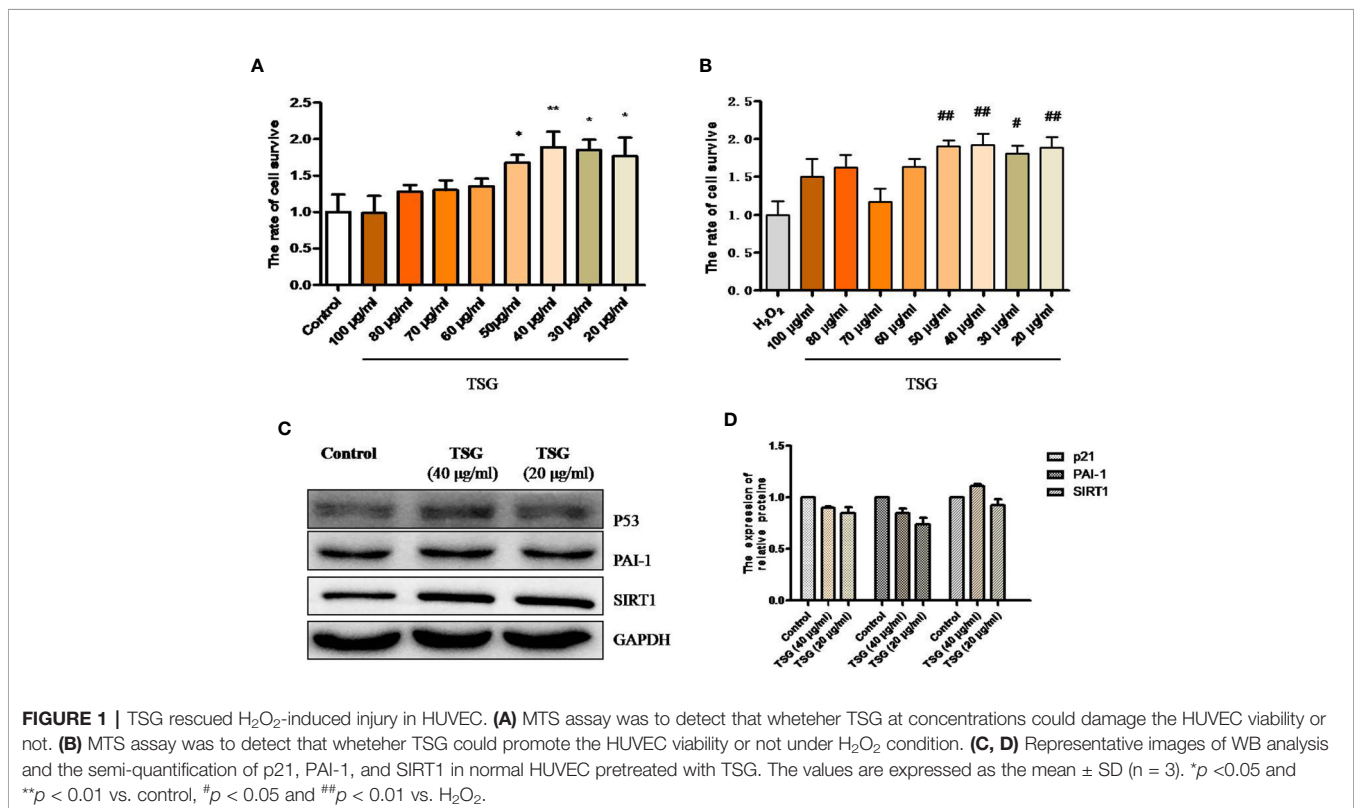 A
The rate of cell survive
2.5
2.0
1.5
1.0
0.5
0.0
*
**
*
*
Control
100 µg/ml
80 µg/ml
70 µg/ml
60 µg/ml
50µg/ml
40 µg/ml
30 µg/ml
20 µg/ml
TSG
B
The rate of cell survive
2.5
2.0
1.5
1.0
0.5
0.0
##
##
#
##
H₂O₂
100 µg/ml
80 µg/ml
70 µg/ml
60 µg/ml
50 µg/ml
40 µg/ml
30 µg/ml
20 µg/ml
TSG
C
Control
TSG
(40 µg/ml)
TSG
(20 µg/ml)
P53
PAI-1
SIRT1
GAPDH
D
The expression of
relative proteine
1.5
1.0
0.5
0.0
p21
PAI-1
SIRT1
Control
TSG (40 µg/ml)
TSG (20 µg/ml)
Control
TSG (40 µg/ml)
TSG (20 µg/ml)
Control
TSG (40 µg/ml)
TSG (20 µg/ml)
FIGURE 1 | TSG rescued H₂O₂-induced injury in HUVEC. (A) MTS assay was to detect that wheteher TSG at concentrations could damage the HUVEC viability or
not. (B) MTS assay was to detect that wheteher TSG could promote the HUVEC viability or not under H₂O₂ condition. (C, D) Representative images of WB analysis
and the semi-quantification of p21, PAI-1, and SIRT1 in normal HUVEC pretreated with TSG. The values are expressed as the mean ± SD (n = 3). *p <0.05 and
**p < 0.01 vs. control, #p < 0.05 and ##p < 0.01 vs. H₂O₂.